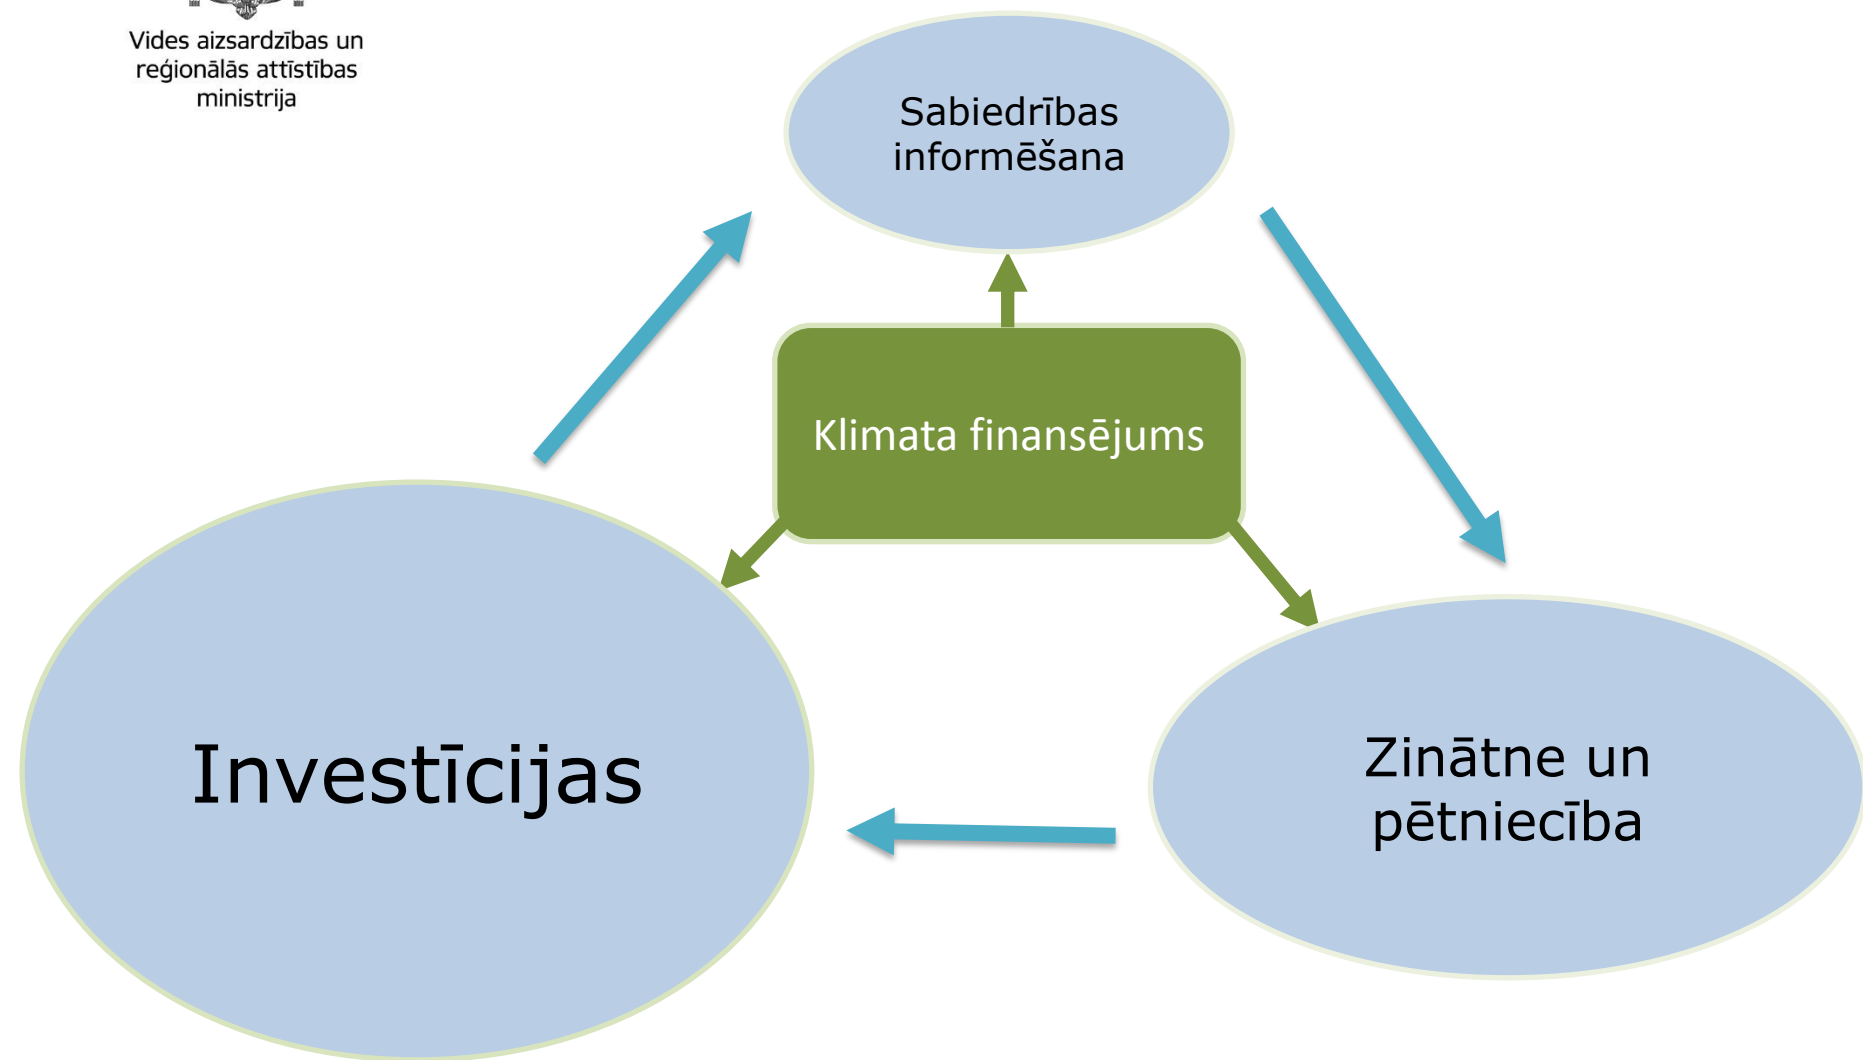 Vides aizsardzības un
reģionālās attīstības
ministrija
Sabiedrības
informēšana
Klimata finansējums
Investīcijas
Zinātne un
pētniecība